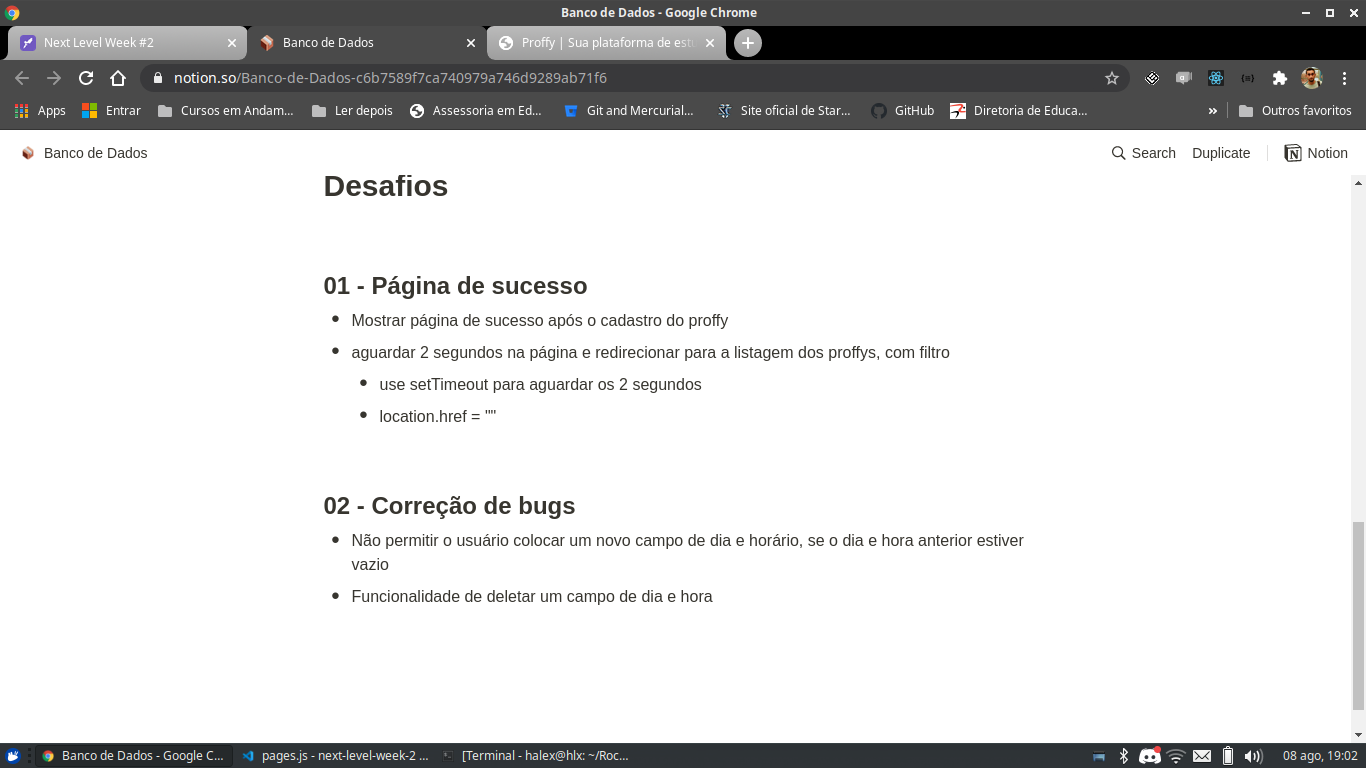 Banco de Dados - Google Chrome
Next Level Week #2
Banco de Dados
Proffy | Sua plataforma de estu
notion.so/Banco-de-Dados-c6b7589f7ca740979a746d9289ab71f6
Apps
Entrar
Cursos em Andam...
Ler depois
Assessoria em Ed...
Git and Mercurial...
Site oficial de Star...
GitHub
Diretoria de Educa...
»
Outros favoritos
Banco de Dados
Search
Duplicate
Notion
Desafios
01 - Página de sucesso
Mostrar página de sucesso após o cadastro do proffy
aguardar 2 segundos na página e redirecionar para a listagem dos proffys, com filtro
use setTimeout para aguardar os 2 segundos
location.href = ""
02 - Correção de bugs
Não permitir o usuário colocar um novo campo de dia e horário, se o dia e hora anterior estiver
vazio
Funcionalidade de deletar um campo de dia e hora
Banco de Dados - Google C...
pages.js - next-level-week-2 ...
[Terminal - halex@hlx: ~/Roc...
08 ago, 19:02